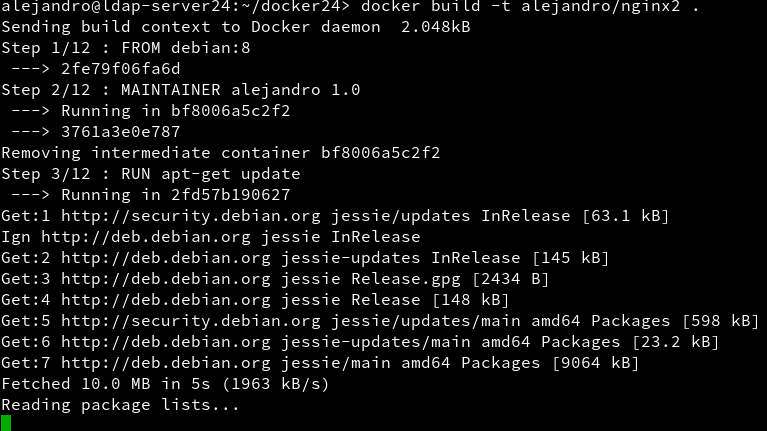 alejandro@ldap-server24:~/docker24> docker build -t alejandro/nginx2 .
Sending build context to Docker daemon  2.048kB
Step 1/12 : FROM debian:8
 ---> 2fe79f06fa6d
Step 2/12 : MAINTAINER alejandro 1.0
 ---> Running in bf8006a5c2f2
 ---> 3761a3e0e787
Removing intermediate container bf8006a5c2f2
Step 3/12 : RUN apt-get update
 ---> Running in 2fd57b190627
Get:1 http://security.debian.org jessie/updates InRelease [63.1 kB]
Ign http://deb.debian.org jessie InRelease
Get:2 http://deb.debian.org jessie-updates InRelease [145 kB]
Get:3 http://deb.debian.org jessie Release.gpg [2434 B]
Get:4 http://deb.debian.org jessie Release [148 kB]
Get:5 http://security.debian.org jessie/updates/main amd64 Packages [598 kB]
Get:6 http://deb.debian.org jessie-updates/main amd64 Packages [23.2 kB]
Get:7 http://deb.debian.org jessie/main amd64 Packages [9064 kB]
Fetched 10.0 MB in 5s (1963 kB/s)
Reading package lists...